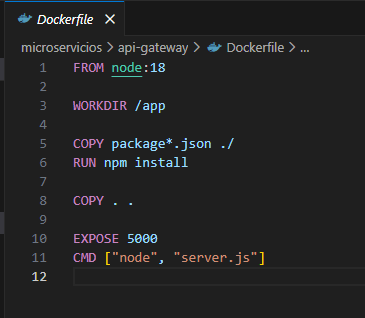 Dockerfile ×
microservicios > api-gateway > Dockerfile > ...
1 FROM node:18
2
3 WORKDIR /app
4
5 COPY package*.json ./
6 RUN npm install
7
8 COPY . .
9
10 EXPOSE 5000
11 CMD ["node", "server.js"]
12